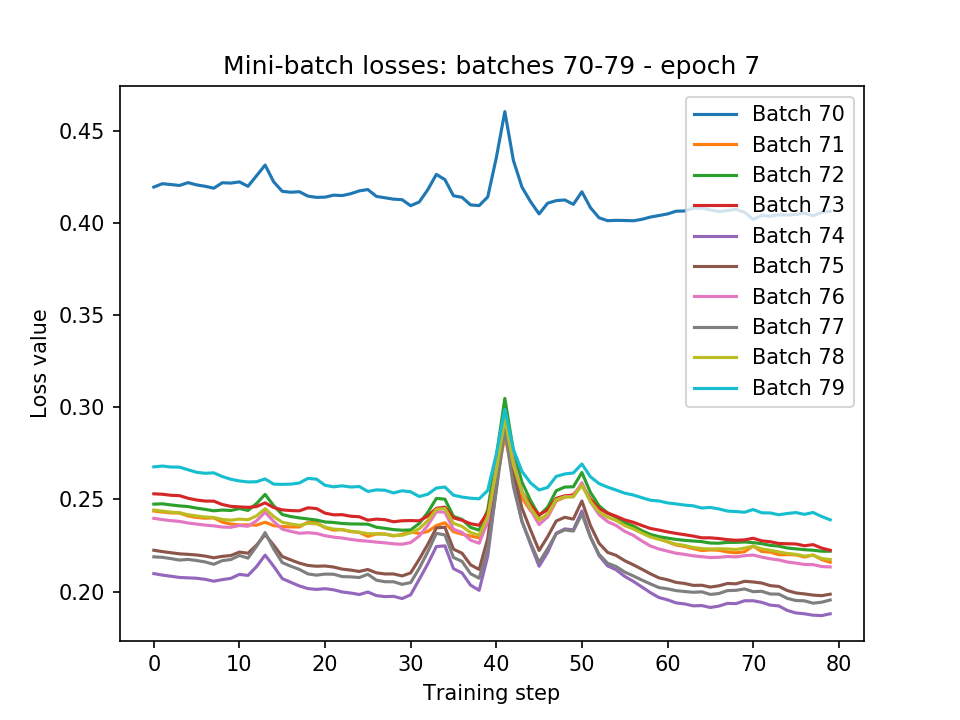 Mini-batch losses: batches 70-79 - epoch 7
Loss value
0.45
0.40
0.35
0.30
0.25
0.20
Batch 70
Batch 71
Batch 72
Batch 73
Batch 74
Batch 75
Batch 76
Batch 77
Batch 78
Batch 79
0 10 20 30 40 50 60 70 80
Training step